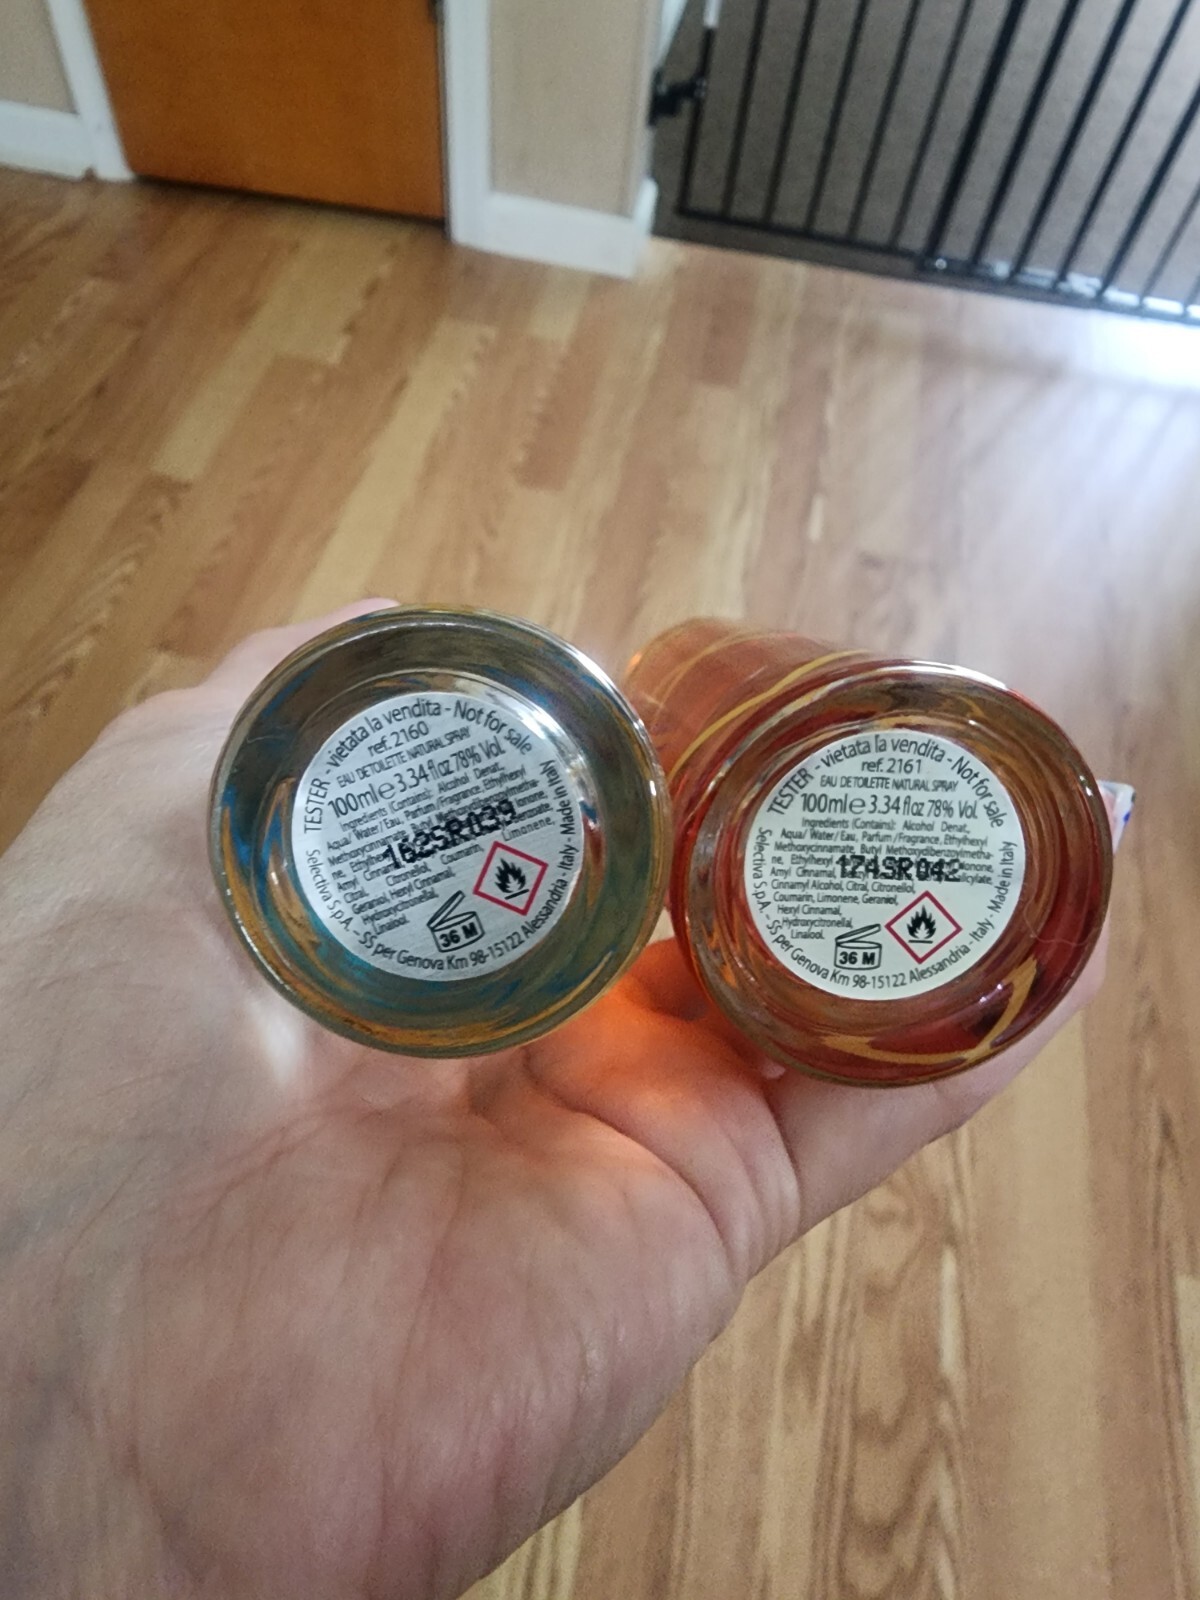 TESTER - vietata la vendita - Not for sale
ref. 2160
EAU DE TOILETTE NATURAL SPRAY
100ml e 3.34 fl oz 78% Vol.
Ingredients (Contains): Alcohol Denat.,
Aqua/ Water/ Eau, Parfum / Fragrance, Ethylhexyl
Methoxycinnamate, Butyl Methoxydibenzoylmetha-
162SR039
Limonene,
Amyl
Coumarin,
Citral, Citronellol,
Geraniol, Hexyl Cinnamal,
Hydroxycitronellal,
Linalool.
36 M
Selectiva S.p.A. - SS per Genova Km 98-15122 Alessandria - Italy - Made in Italy
TESTER - vietata la vendita - Not for sale
ref. 2161
EAU DE TOILETTE NATURAL SPRAY
100ml e 3.34 fl oz 78% Vol.
Ingredients (Contains): Alcohol Denat.,
Aqua/ Water/ Eau, Parfum / Fragrance, Ethylhexyl
Methoxycinnamate, Butyl Methoxydibenzoylmetha-
ne, Ethylhexyl
174SR042
Amyl Cinnamal,
Cinnamyl Alcohol, Citral, Citronellol,
Coumarin, Limonene, Geraniol,
Hexyl Cinnamal,
Hydroxycitronellal,
Linalool.
36 M
Selectiva S.p.A. - SS per Genova Km 98-15122 Alessandria - Italy - Made in Italy